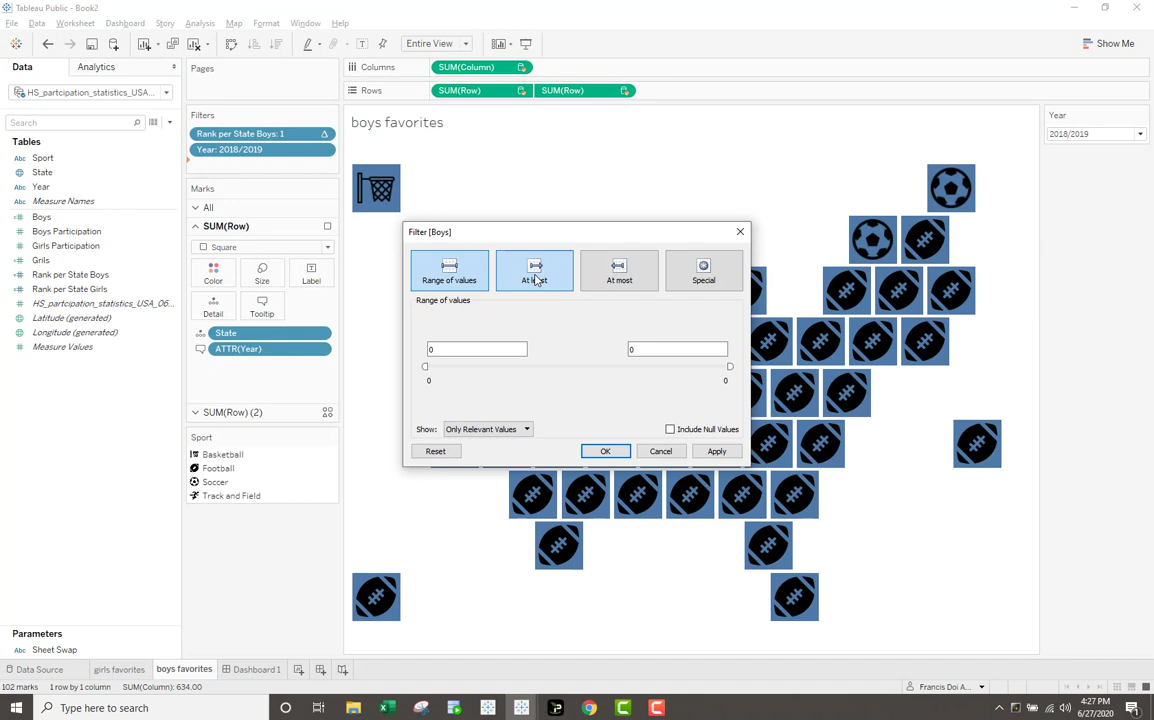 Tableau Public - Book2
File Data Worksheet Dashboard Story Analysis Map Format Window Help
Entire View
Show Me
Data Analytics
HS_partcipation_statistics_USA...
Search
Tables
Abc Sport
State
Abc Year
Abc Measure Names
Boys
Boys Participation
Girls Participation
Grils
Rank per State Boys
Rank per State Girls
HS_partcipation_statistics_USA_06...
Latitude (generated)
Longitude (generated)
Measure Values
Parameters
Abc Sheet Swap
Pages
Filters
Rank per State Boys: 1
Year: 2018/2019
Marks
All
SUM(Row)
Square
Color Size Label
Detail Tooltip
State
ATTR(Year)
SUM(Row) (2)
Sport
Basketball
Football
Soccer
Track and Field
Columns SUM(Column)
Rows SUM(Row) SUM(Row)
boys favorites
Year
2018/2019
Filter [Boys]
Range of values At most Special
Range of values
0 0
0 0
Show: Only Relevant Values Include Null Values
Reset OK Cancel Apply
Data Source girls favorites boys favorites Dashboard 1
102 marks 1 row by 1 column SUM(Column): 634.00
Francis Doi A...
Type here to search
4:27 PM
6/27/2020